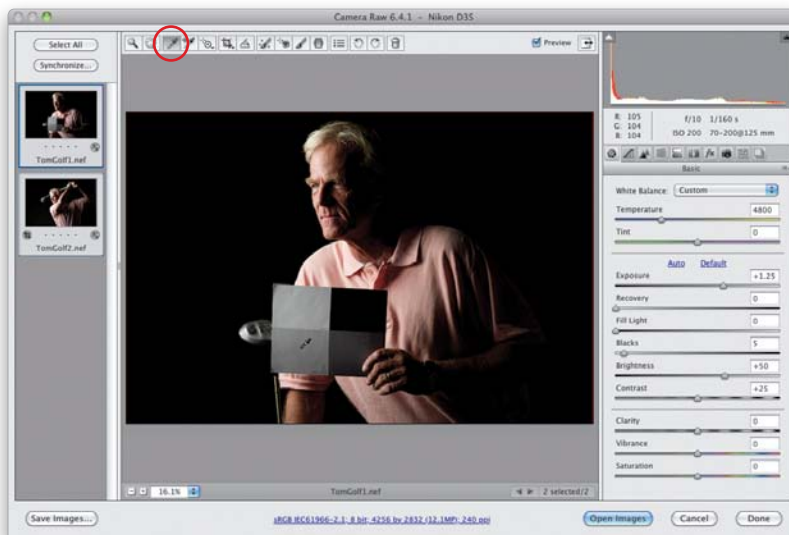 Camera Raw 6.4.1 – Nikon D3S
Select All
Synchronize...
TomGolf1.nef
TomGolf2.nef
Preview
R: 105
G: 104
B: 104
f/10 1/160 s
ISO 200 70–200@125 mm
Basic
White Balance: Custom
Temperature 4800
Tint 0
Auto Default
Exposure +1.25
Recovery 0
Fill Light 0
Blacks 5
Brightness +50
Contrast +25
Clarity 0
Vibrance 0
Saturation 0
16.1% TomGolf1.nef 2 selected/2
Save Images... sRGB IEC61966-2.1; 8 bit; 4256 by 2832 (12.1MP); 240 ppi Open Images Cancel Done